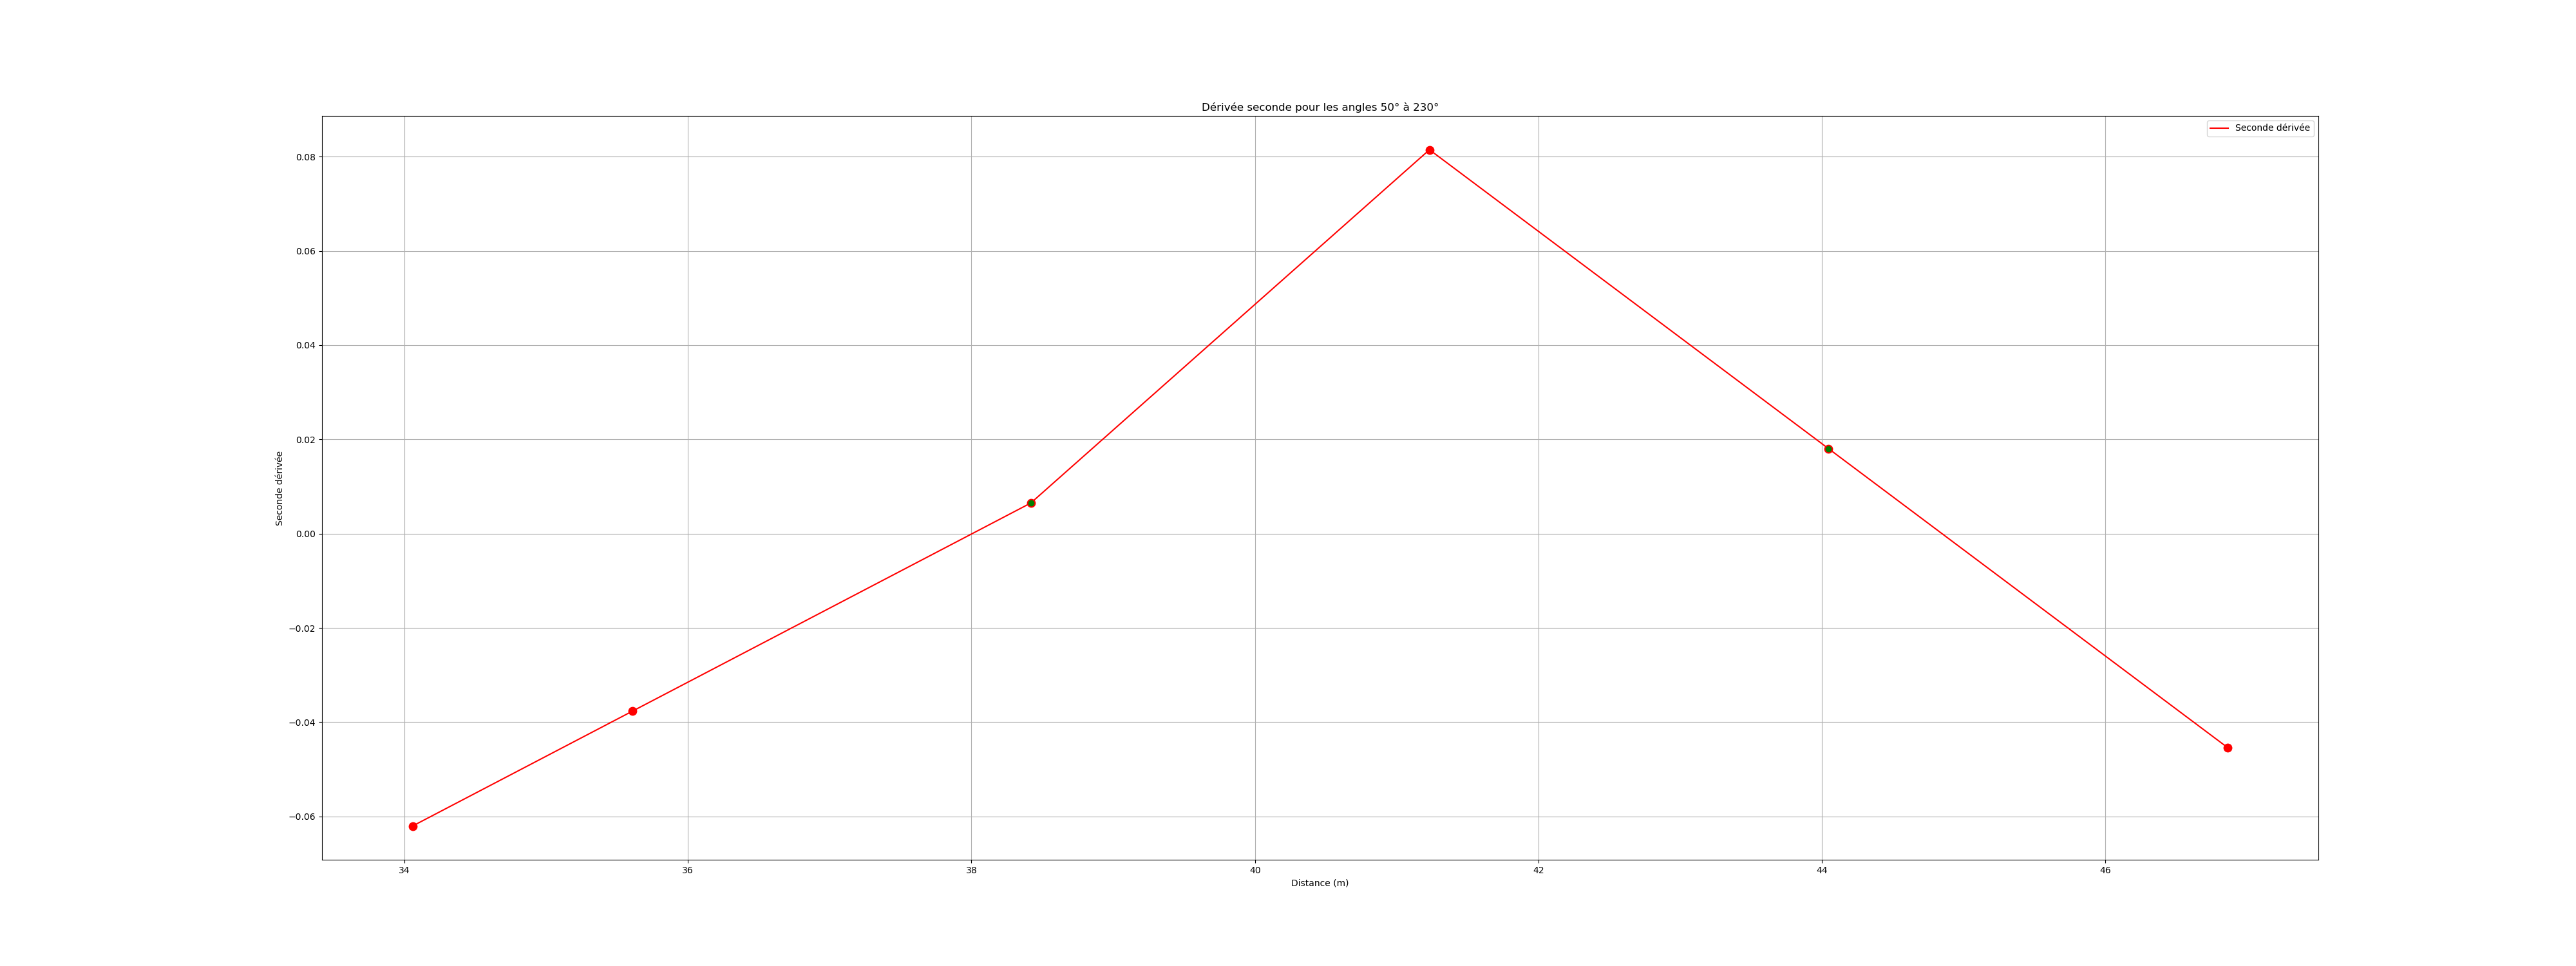 Dérivée seconde pour les angles 50° à 230°
Seconde dérivée
0.08
0.06
0.04
0.02
0.00
−0.02
−0.04
−0.06
Seconde dérivée
34 36 38 40 42 44 46
Distance (m)